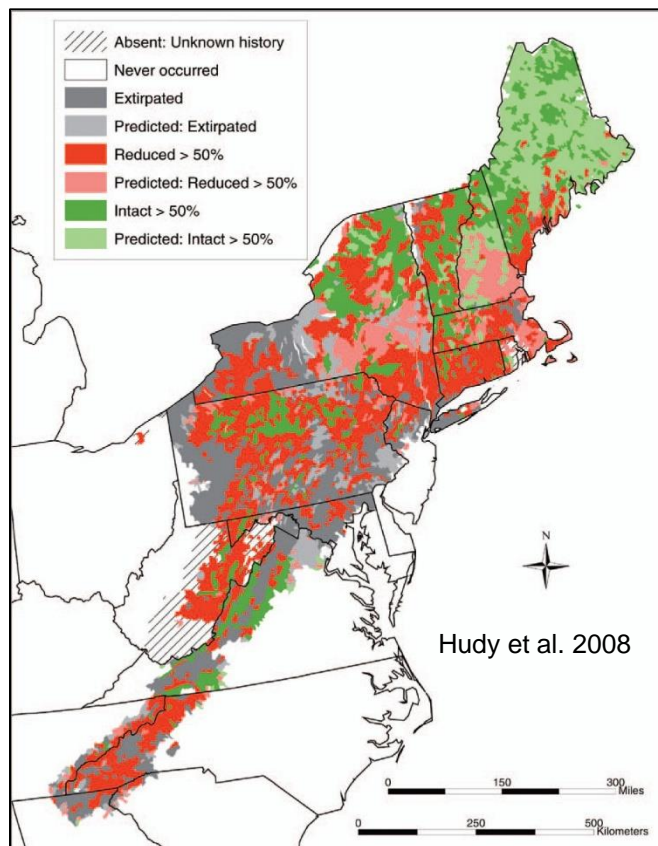 Absent: Unknown history
Never occurred
Extirpated
Predicted: Extirpated
Reduced > 50%
Predicted: Reduced > 50%
Intact > 50%
Predicted: Intact > 50%
N
Hudy et al. 2008
0 150 300
Miles
0 250 500
Kilometers